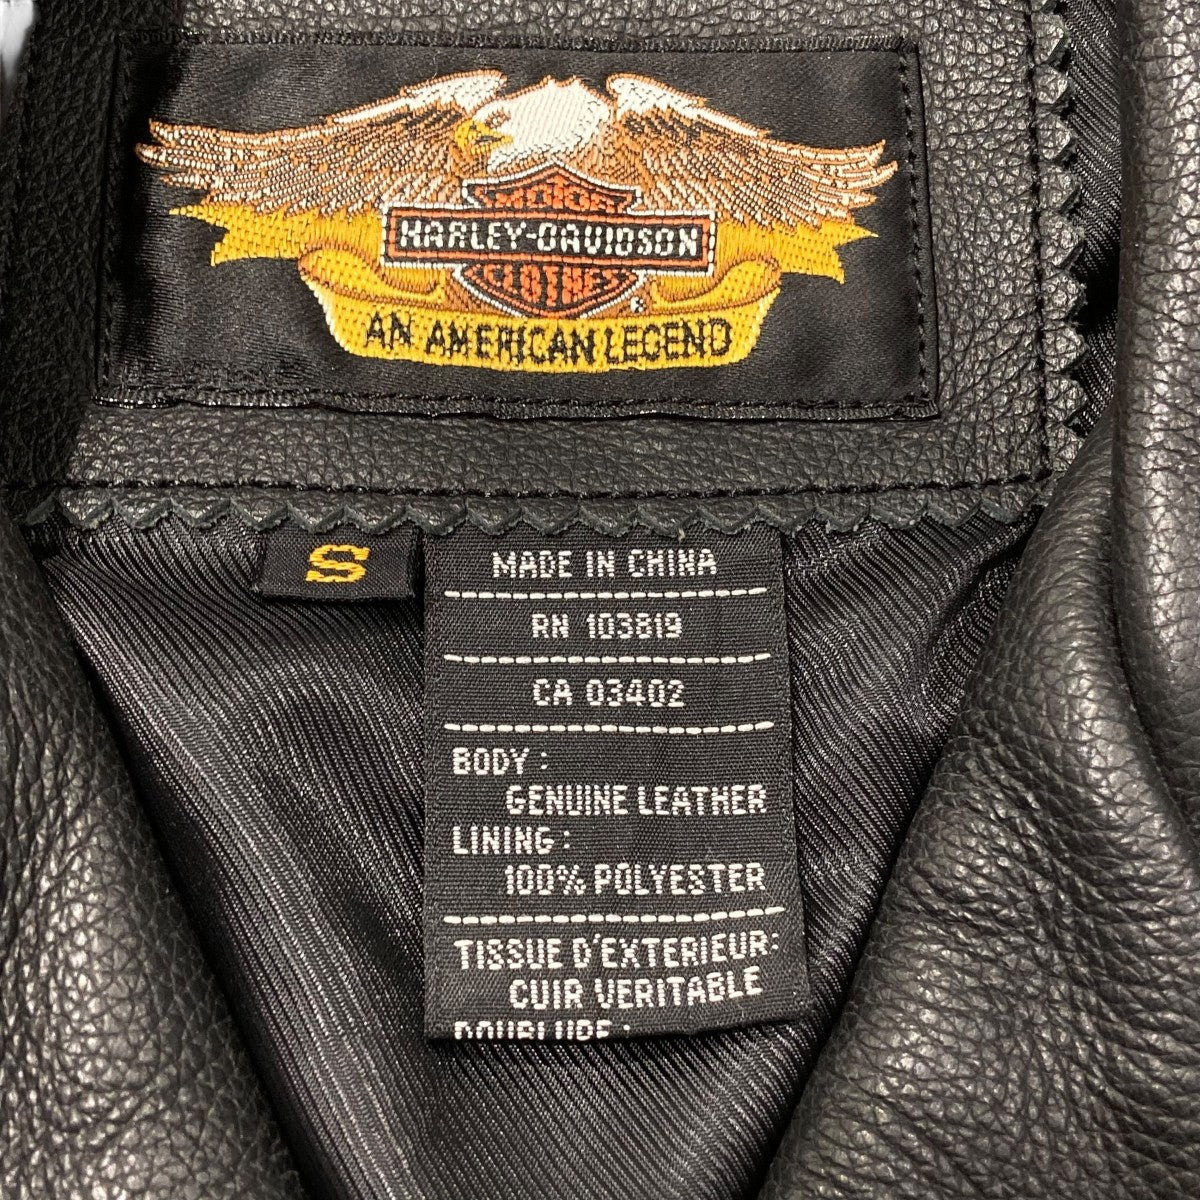 MOTOR
HARLEY-DAVIDSON
CLOTHES
®
AN AMERICAN LEGEND
S
MADE IN CHINA
RN 103819
CA 03402
BODY :
GENUINE LEATHER
LINING :
100% POLYESTER
TISSUE D'EXTERIEUR:
CUIR VERITABLE
DOUBLURE :